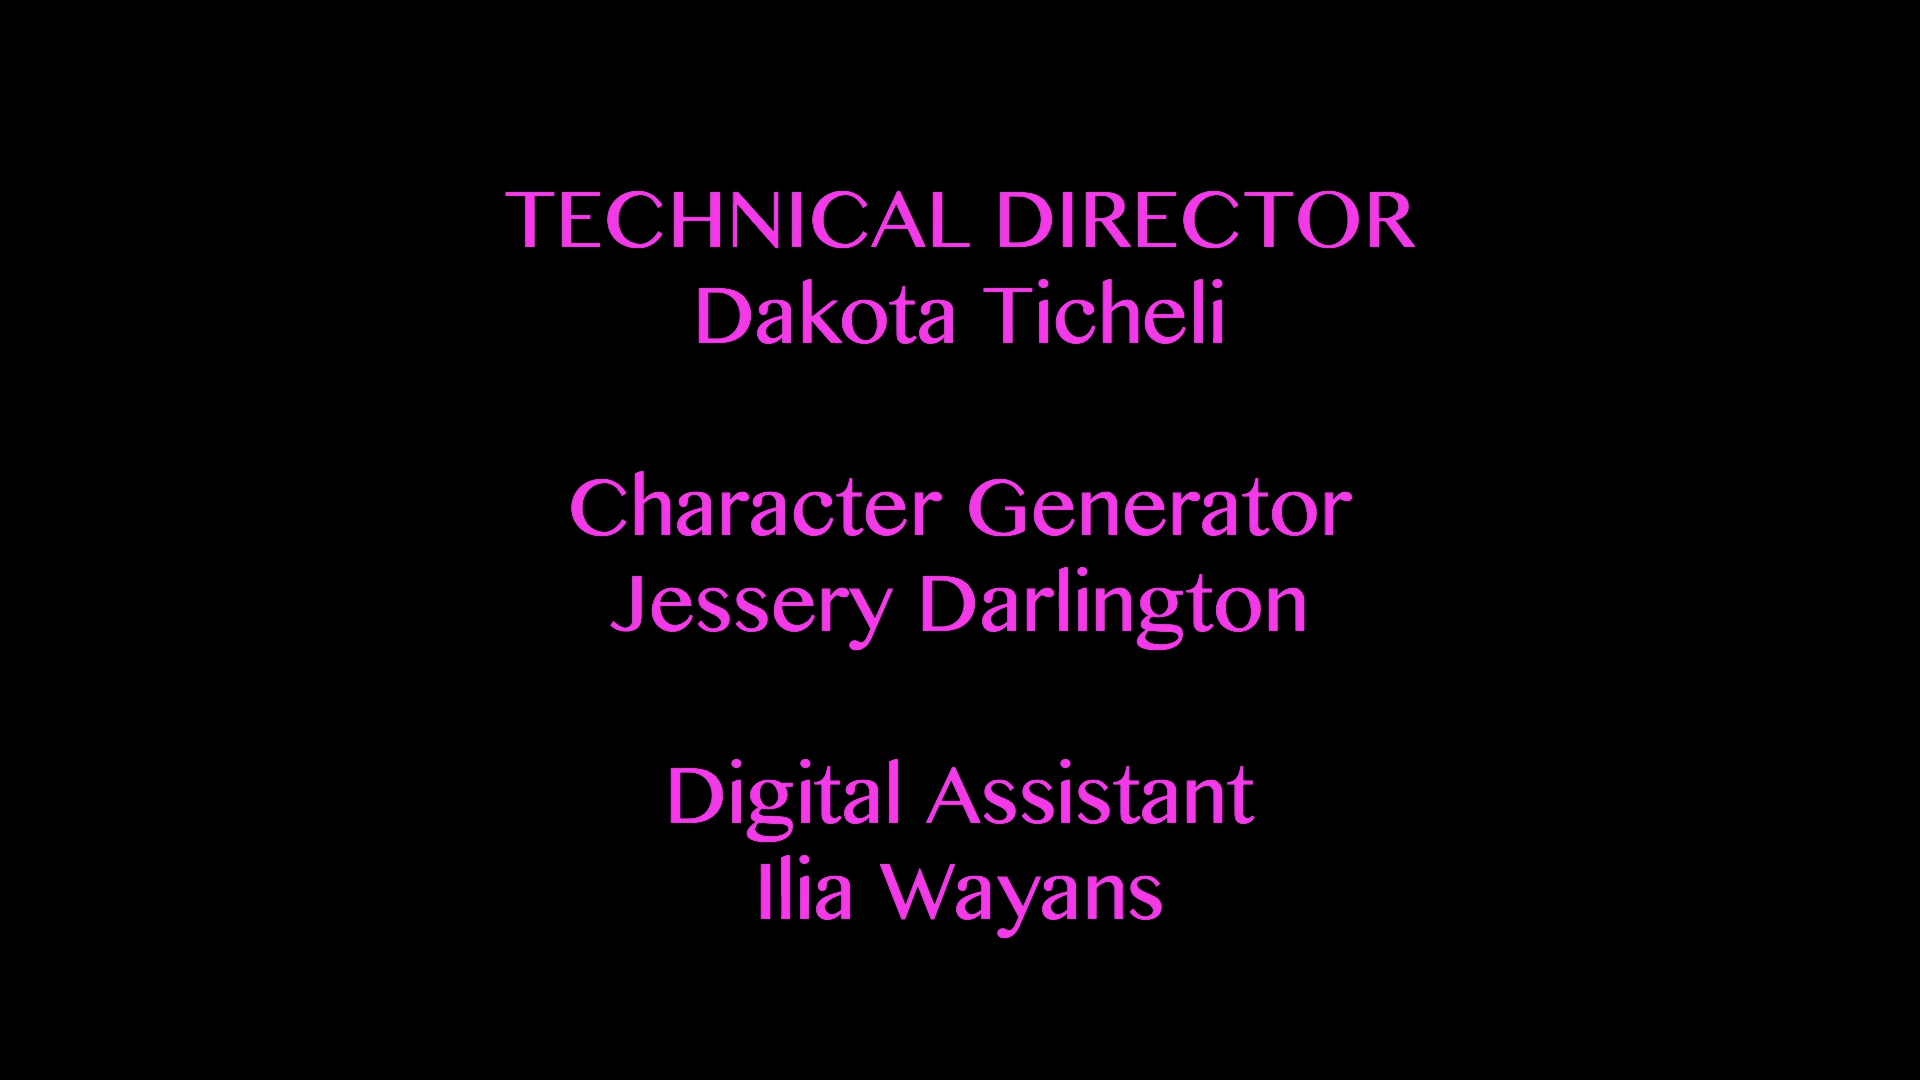 TECHNICAL DIRECTOR
Dakota Ticheli
Character Generator
Jessery Darlington
Digital Assistant
Ilia Wayans